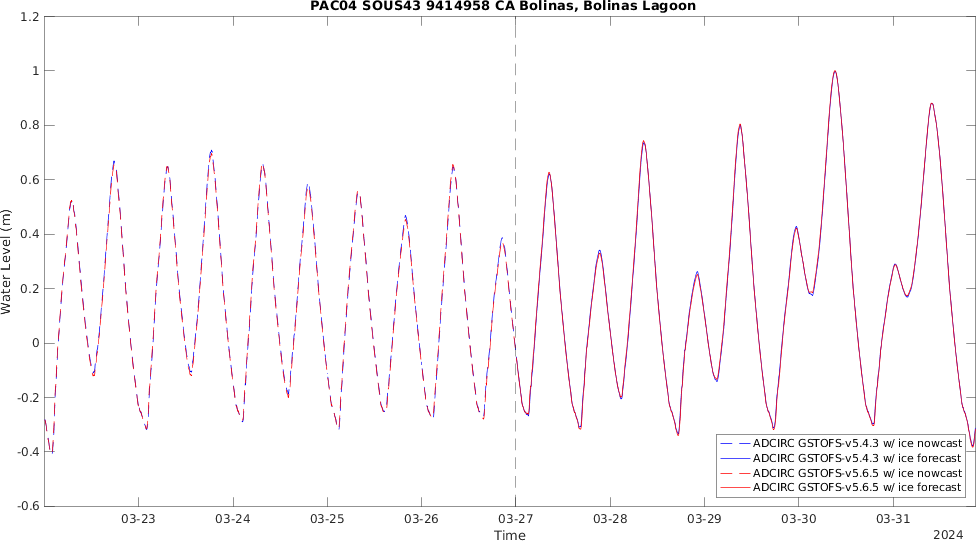 PAC04 SOUS43 9414958 CA Bolinas, Bolinas Lagoon
Water Level (m)
1.2
1
0.8
0.6
0.4
0.2
0
-0.2
-0.4
-0.6
ADCIRC GSTOFS-v5.4.3 w/ ice nowcast
ADCIRC GSTOFS-v5.4.3 w/ ice forecast
ADCIRC GSTOFS-v5.6.5 w/ ice nowcast
ADCIRC GSTOFS-v5.6.5 w/ ice forecast
03-23 03-24 03-25 03-26 03-27 03-28 03-29 03-30 03-31
Time
2024